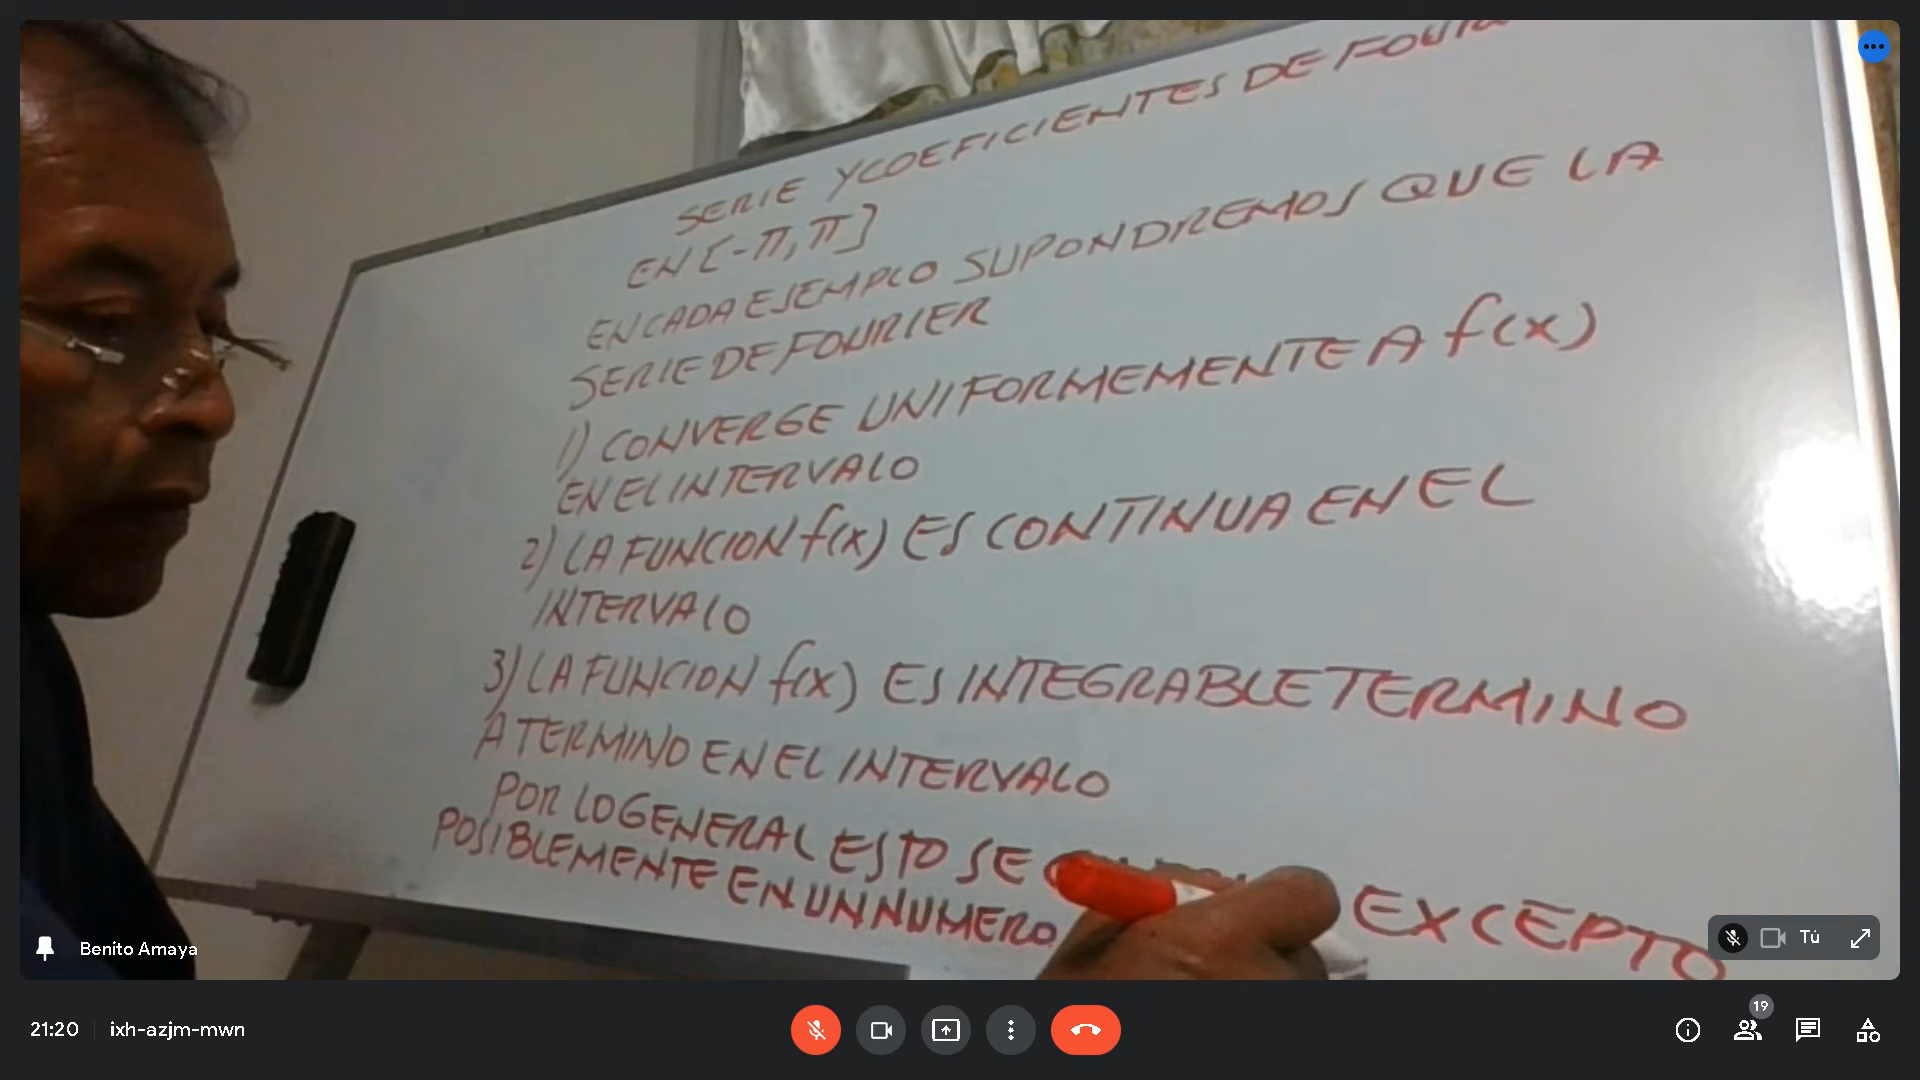 SERIE Y COEFICIENTES DE
EN [-π, π]
EN CADA EJEMPLO SUPONDREMOS QUE LA
SERIE DE FOURIER
1) CONVERGE UNIFORMEMENTE A f(x)
EN EL INTERVALO
2) LA FUNCION f(x) ES CONTINUA EN EL
INTERVALO
3) LA FUNCION f(x) ES INTEGRABLE TERMINO
A TERMINO EN EL INTERVALO
POR LO GENERAL ESTO SE EXCEPTO
POSIBLEMENTE EN UN NUMERO
Benito Amaya
Tú
21:20 ixh-azjm-mwn
19